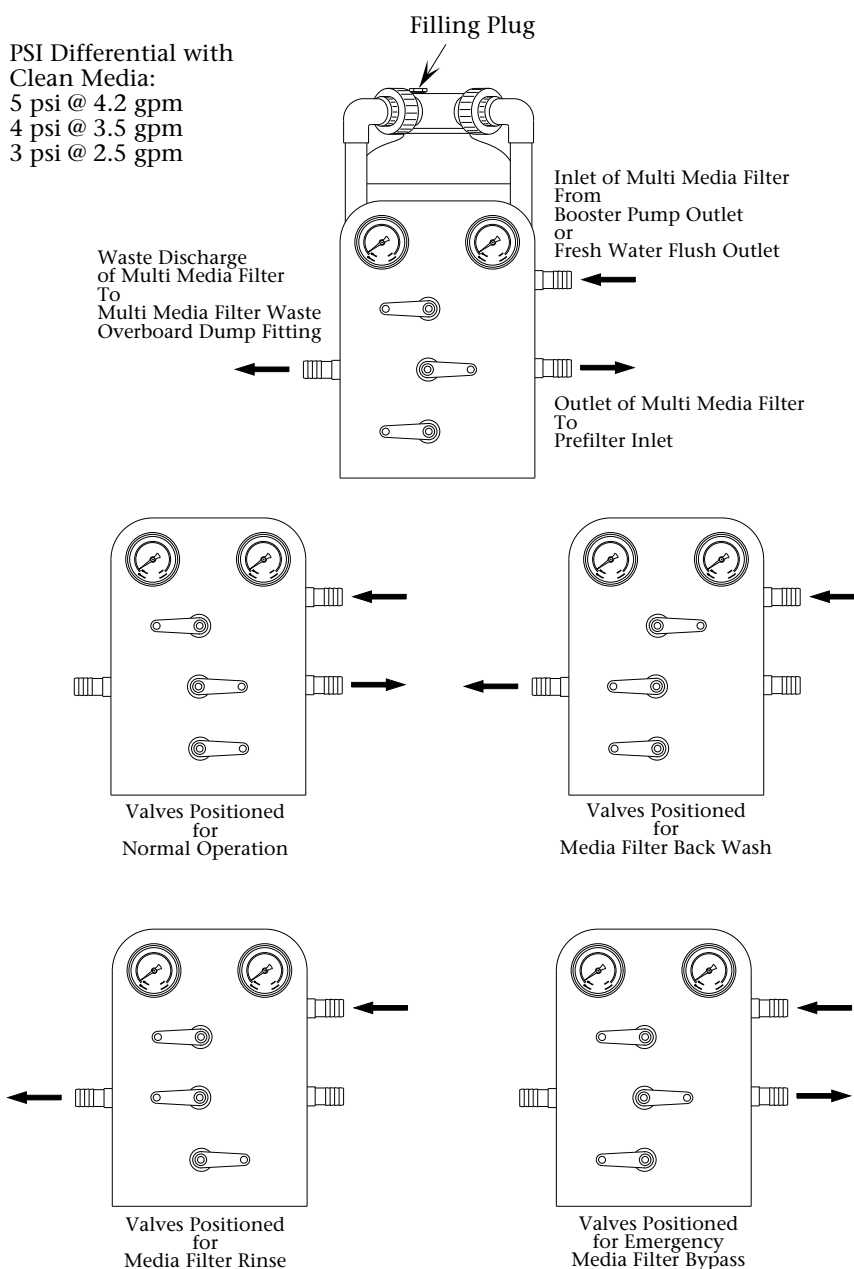 Filling Plug
PSI Differential with
Clean Media:
5 psi @ 4.2 gpm
4 psi @ 3.5 gpm
3 psi @ 2.5 gpm
Inlet of Multi Media Filter
From
Booster Pump Outlet
or
Fresh Water Flush Outlet
Waste Discharge
of Multi Media Filter
To
Multi Media Filter Waste
Overboard Dump Fitting
Outlet of Multi Media Filter
To
Prefilter Inlet
Valves Positioned
for
Normal Operation
Valves Positioned
for
Media Filter Back Wash
Valves Positioned
for
Media Filter Rinse
Valves Positioned
for Emergency
Media Filter Bypass